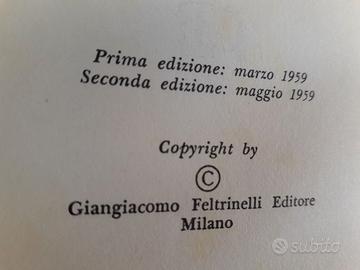 Prima edizione: marzo 1959
Seconda edizione: maggio 1959
Copyright by
©
Giangiacomo Feltrinelli Editore
Milano
subito